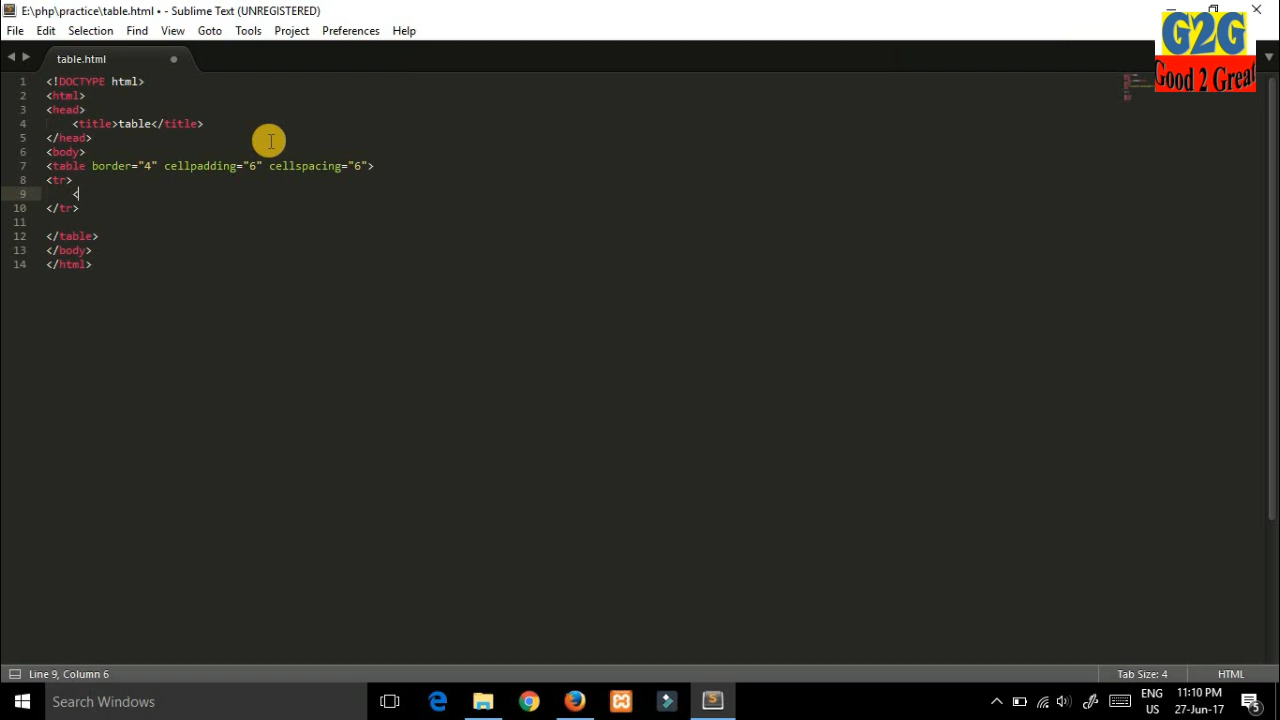 E:\php\practice\table.html • - Sublime Text (UNREGISTERED)
File Edit Selection Find View Goto Tools Project Preferences Help
G2G
Good 2 Great
table.html
1 <!DOCTYPE html>
2 <html>
3 <head>
4 <title>table</title>
5 </head>
6 <body>
7 <table border="4" cellpadding="6" cellspacing="6">
8 <tr>
9 <
10 </tr>
11
12 </table>
13 </body>
14 </html>
Line 9, Column 6
Tab Size: 4
HTML
Search Windows
ENG
US
11:10 PM
27-Jun-17
5